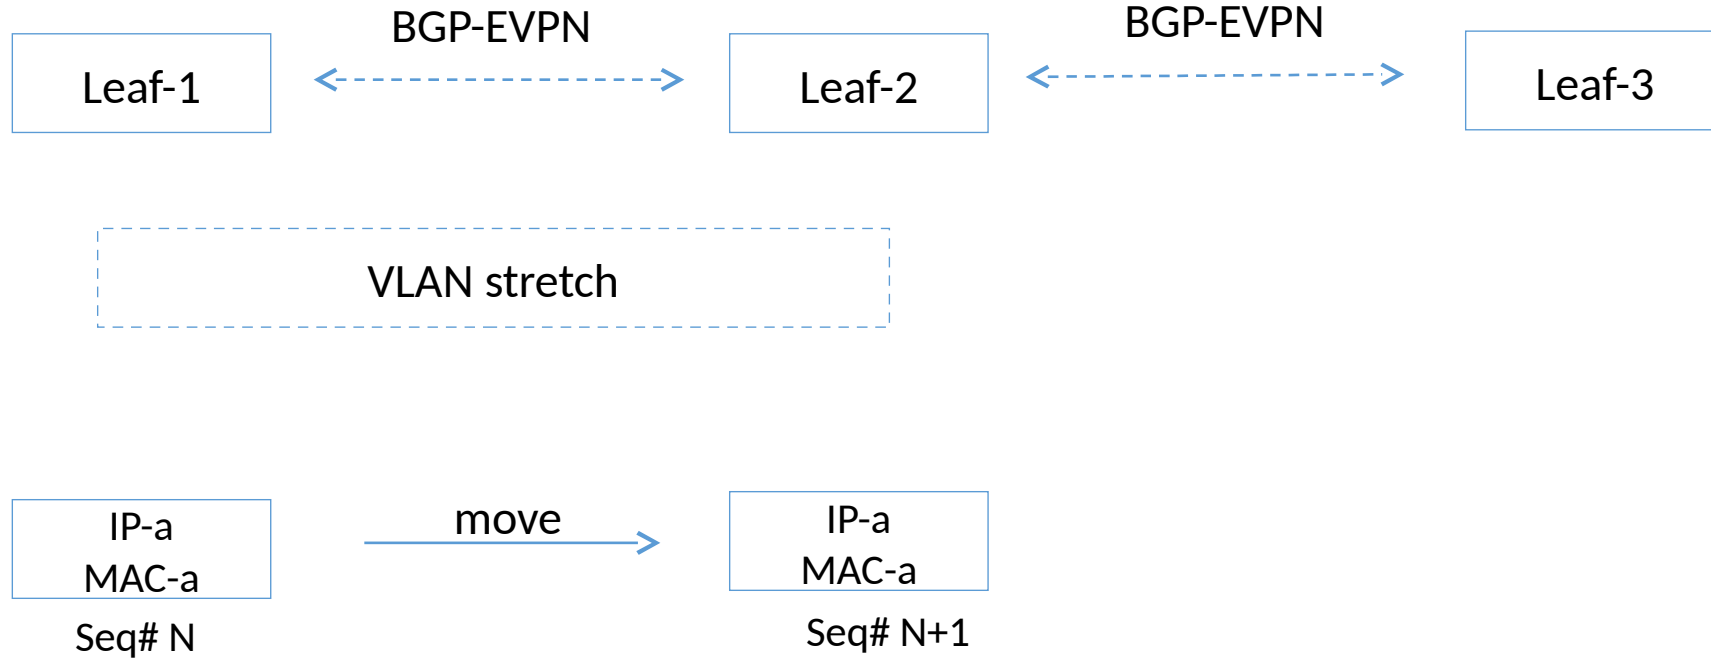 BGP-EVPN
BGP-EVPN
Leaf-1
Leaf-2
Leaf-3
VLAN stretch
IP-a
MAC-a
Seq# N
move
IP-a
MAC-a
Seq# N+1